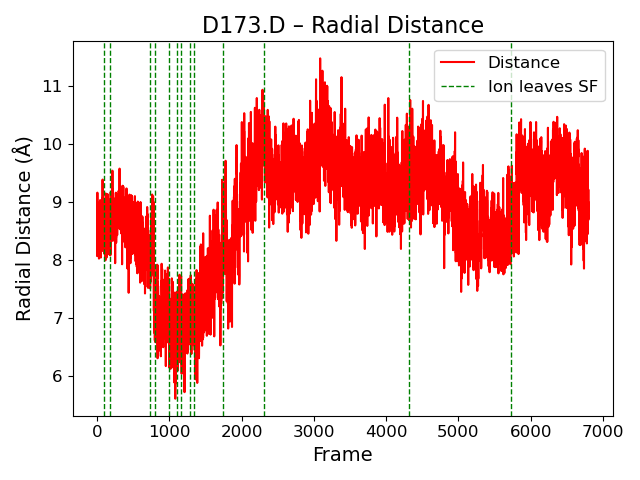 D173.D – Radial Distance
Distance
Ion leaves SF
Radial Distance (Å)
11
10
9
8
7
6
0 1000 2000 3000 4000 5000 6000 7000
Frame